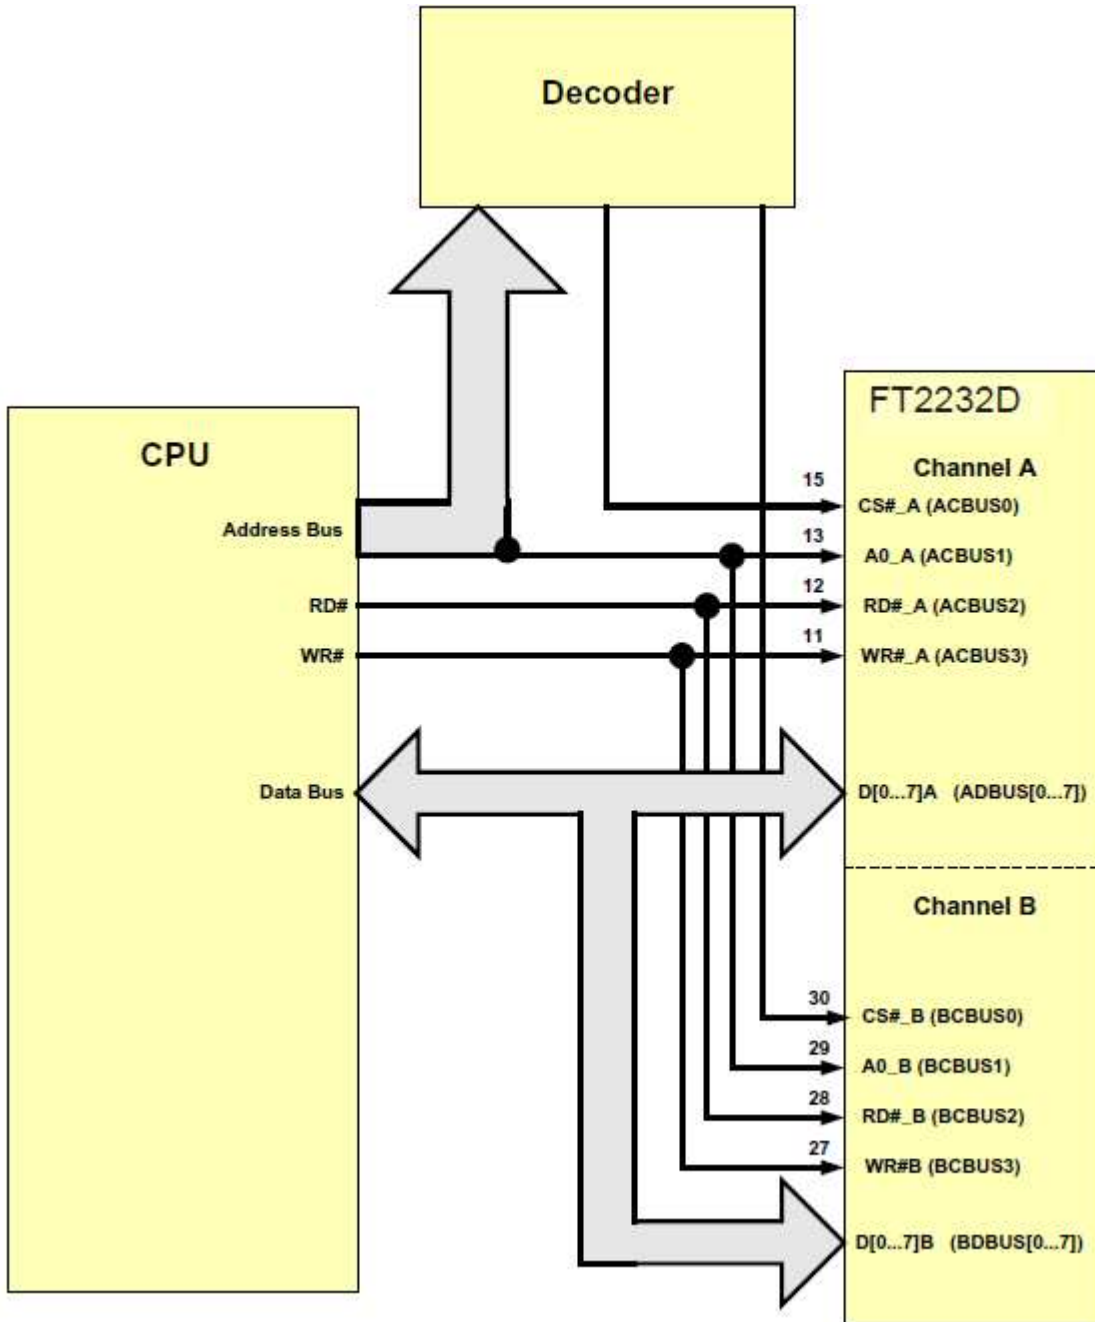 Decoder
FT2232D
CPU
Channel A
15
CS#_A (ACBUS0)
Address Bus
13
A0_A (ACBUS1)
12
RD#
RD#_A (ACBUS2)
11
WR#
WR#_A (ACBUS3)
Data Bus
D[0...7]A (ADBUS[0...7])
Channel B
30
CS#_B (BCBUS0)
29
A0_B (BCBUS1)
28
RD#_B (BCBUS2)
27
WR#B (BCBUS3)
D[0...7]B (BDBUS[0...7])